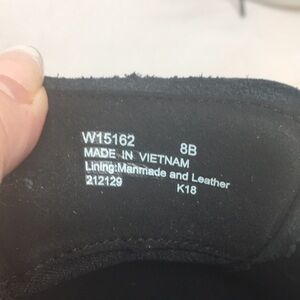 W15162 8B
MADE IN VIETNAM
Lining:Manmade and Leather
212129 K18